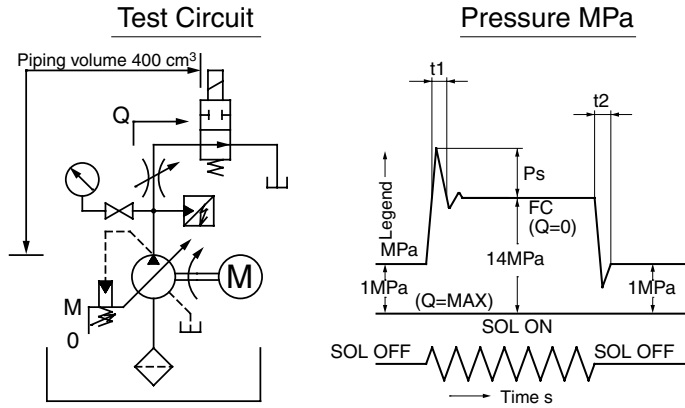 Test Circuit
Piping volume 400 cm³
Q
M
M
0
Pressure MPa
t1
t2
Ps
Legend
FC
(Q=0)
MPa
14MPa
1MPa
1MPa
(Q=MAX)
SOL ON
SOL OFF
SOL OFF
Time s